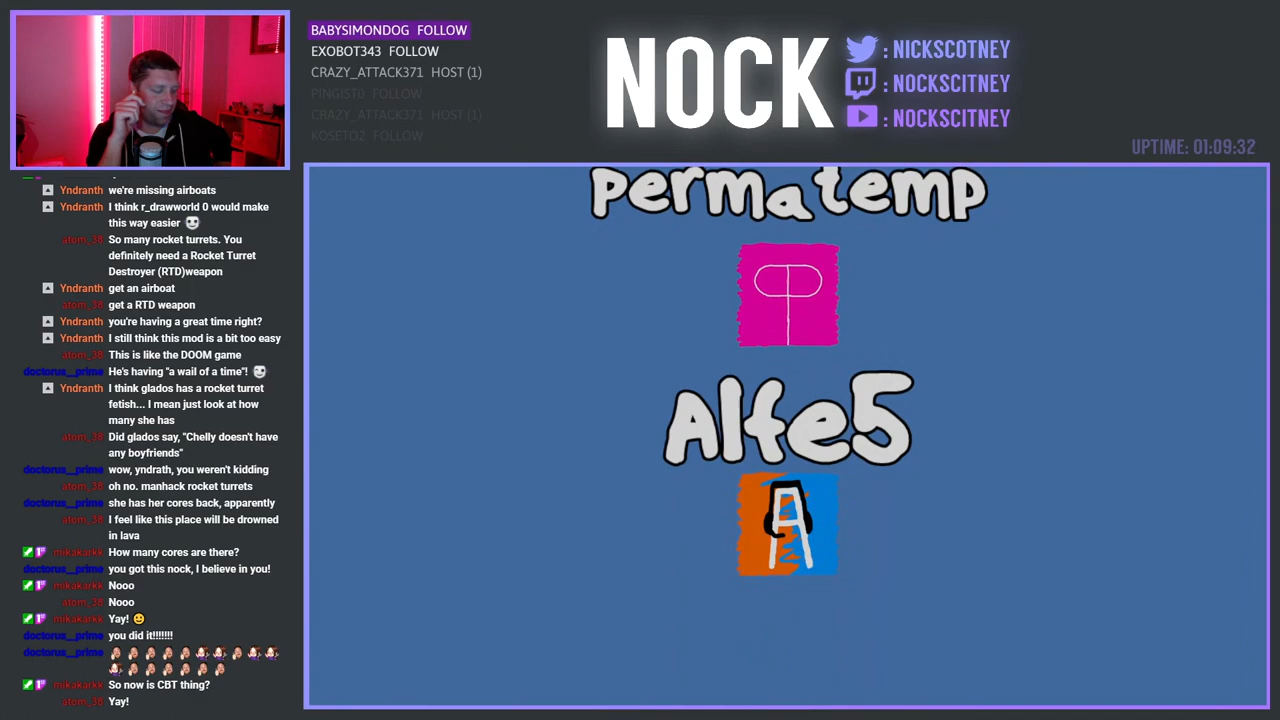 BABYSIMONDOG FOLLOW
EXOBOT343 FOLLOW
CRAZY_ATTACK371 HOST (1)
PINGIST0 FOLLOW
CRAZY_ATTACK371 HOST (1)
KOSETO2 FOLLOW
NOCK
: NICKSCOTNEY
: NOCKSCITNEY
: NOCKSCITNEY
UPTIME: 01:09:32
Yndranth we're missing airboats
Yndranth I think r_drawworld 0 would make
this way easier
atom_38 So many rocket turrets. You
definitely need a Rocket Turret
Destroyer (RTD)weapon
Yndranth get an airboat
atom_38 get a RTD weapon
Yndranth you're having a great time right?
Yndranth I still think this mod is a bit too easy
atom_38 This is like the DOOM game
doctorus__prime He's having "a wail of a time"!
Yndranth I think glados has a rocket turret
fetish... I mean just look at how
many she has
atom_38 Did glados say, "Chelly doesn't have
any boyfriends"
doctorus__prime wow, yndrath, you weren't kidding
atom_38 oh no. manhack rocket turrets
doctorus__prime she has her cores back, apparently
atom_38 I feel like this place will be drowned
in lava
mikakarkk How many cores are there?
doctorus__prime you got this nock, I believe in you!
mikakarkk Nooo
atom_38 Nooo
mikakarkk Yay!
doctorus__prime you did it!!!!!!!
doctorus__prime
mikakarkk So now is CBT thing?
atom_38 Yay!
permatemp
Alfe5
A